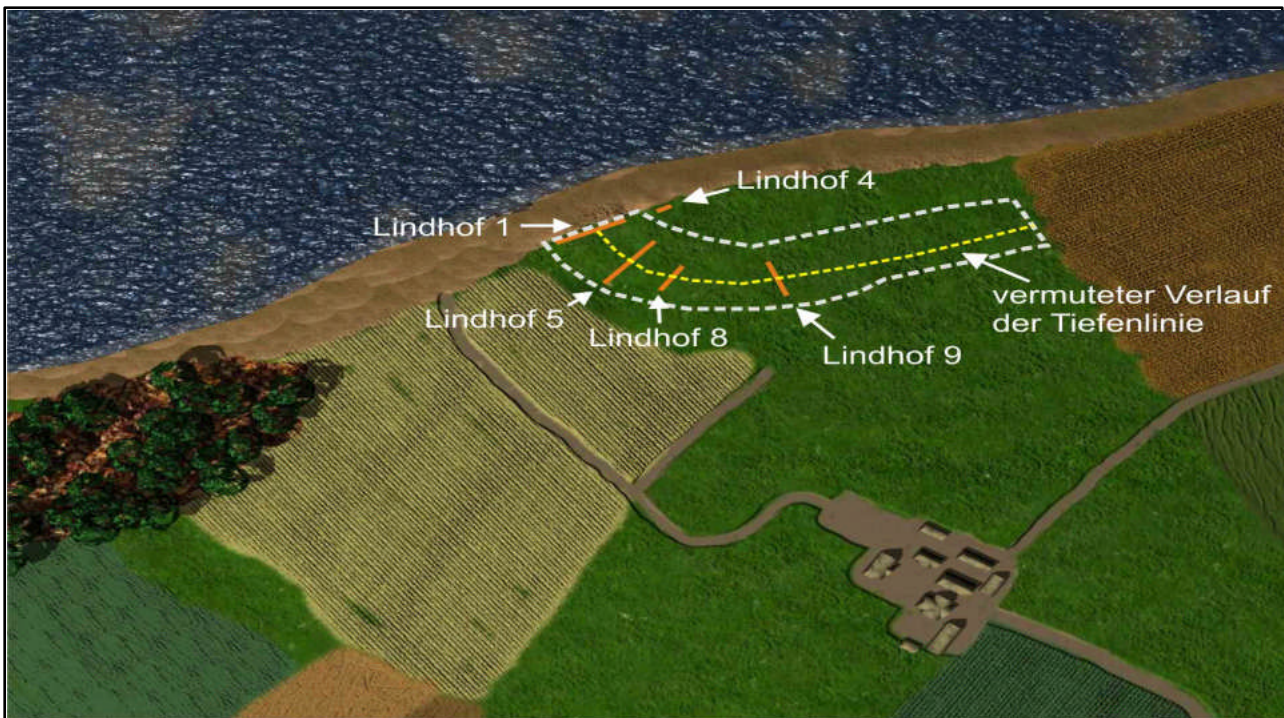 Lindhof 4
Lindhof 1
Lindhof 5
Lindhof 8
Lindhof 9
vermuteter Verlauf
der Tiefenlinie